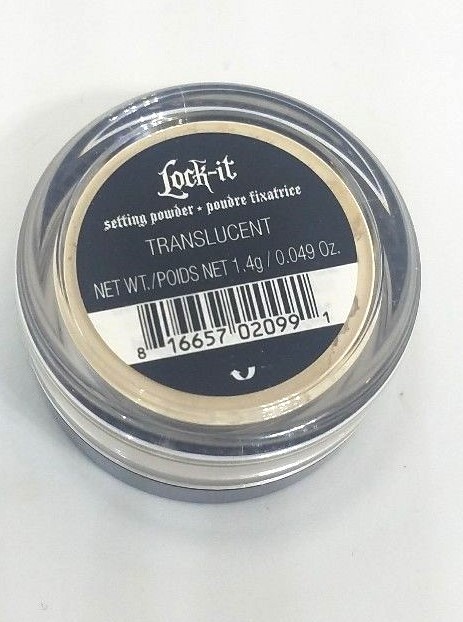 Lock-it
setting powder • poudre fixatrice
TRANSLUCENT
NET WT./POIDS NET 1.4g / 0.049 Oz.
8 16657 02099 1